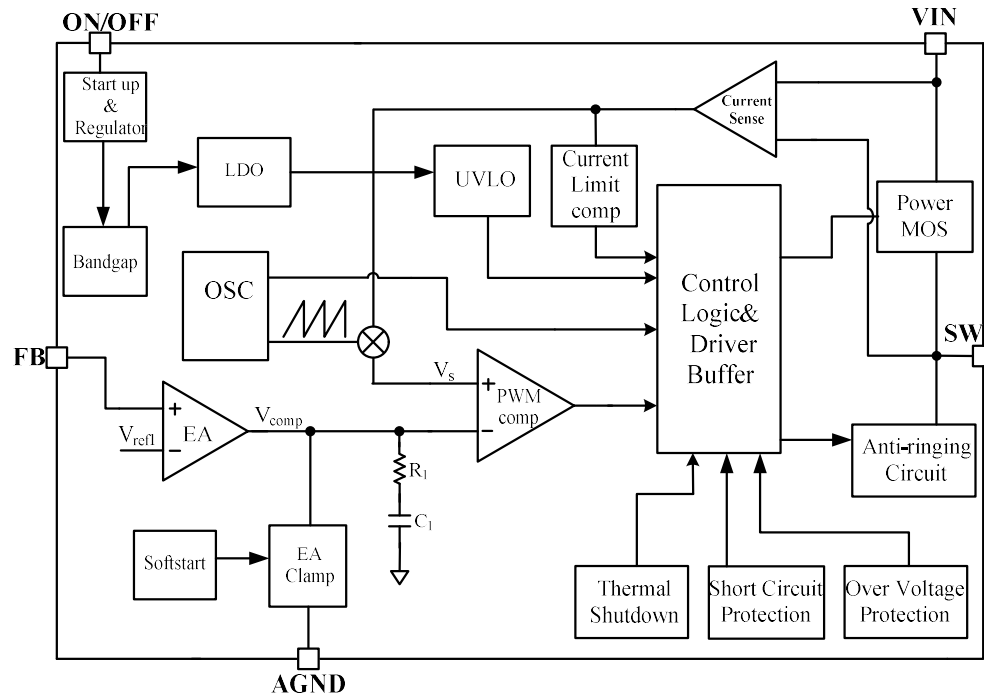 ON/OFF
VIN
Start up
&
Regulator
Current
Sense
LDO
UVLO
Current
Limit
comp
Power
MOS
Bandgap
OSC
Control
Logic&
Driver
Buffer
SW
FB
Vs
PWM
comp
Vcomp
+
−
+
−
Vref1
EA
R1
C1
Anti-ringing
Circuit
Softstart
EA
Clamp
Thermal
Shutdown
Short Circuit
Protection
Over Voltage
Protection
AGND